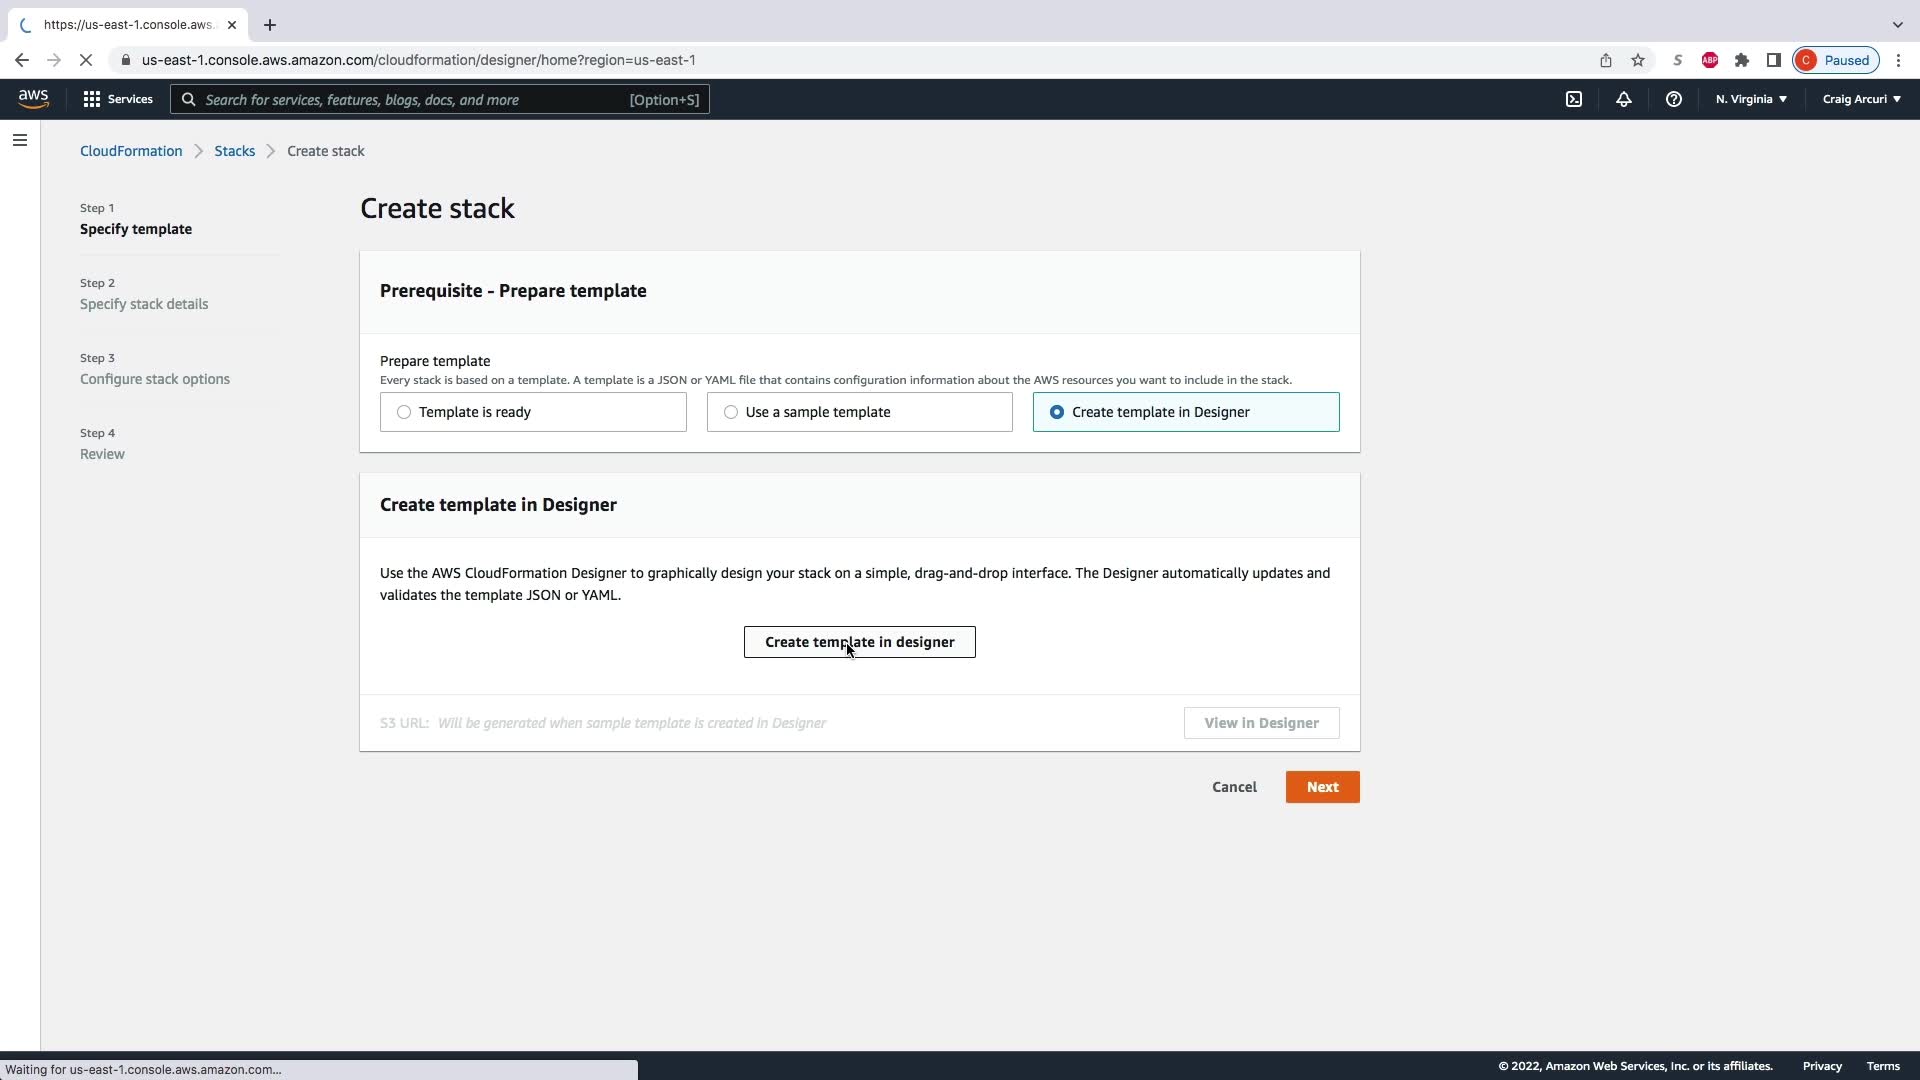 https://us-east-1.console.aws.
us-east-1.console.aws.amazon.com/cloudformation/designer/home?region=us-east-1
S
ABP
C Paused
aws
Services
Search for services, features, blogs, docs, and more [Option+S]
N. Virginia
Craig Arcuri
CloudFormation
Stacks
Create stack
Step 1
Specify template
Step 2
Specify stack details
Step 3
Configure stack options
Step 4
Review
Create stack
Prerequisite - Prepare template
Prepare template
Every stack is based on a template. A template is a JSON or YAML file that contains configuration information about the AWS resources you want to include in the stack.
Template is ready
Use a sample template
Create template in Designer
Create template in Designer
Use the AWS CloudFormation Designer to graphically design your stack on a simple, drag-and-drop interface. The Designer automatically updates and
validates the template JSON or YAML.
Create template in designer
S3 URL: Will be generated when sample template is created in Designer
View in Designer
Cancel
Next
Waiting for us-east-1.console.aws.amazon.com...
© 2022, Amazon Web Services, Inc. or its affiliates.
Privacy
Terms